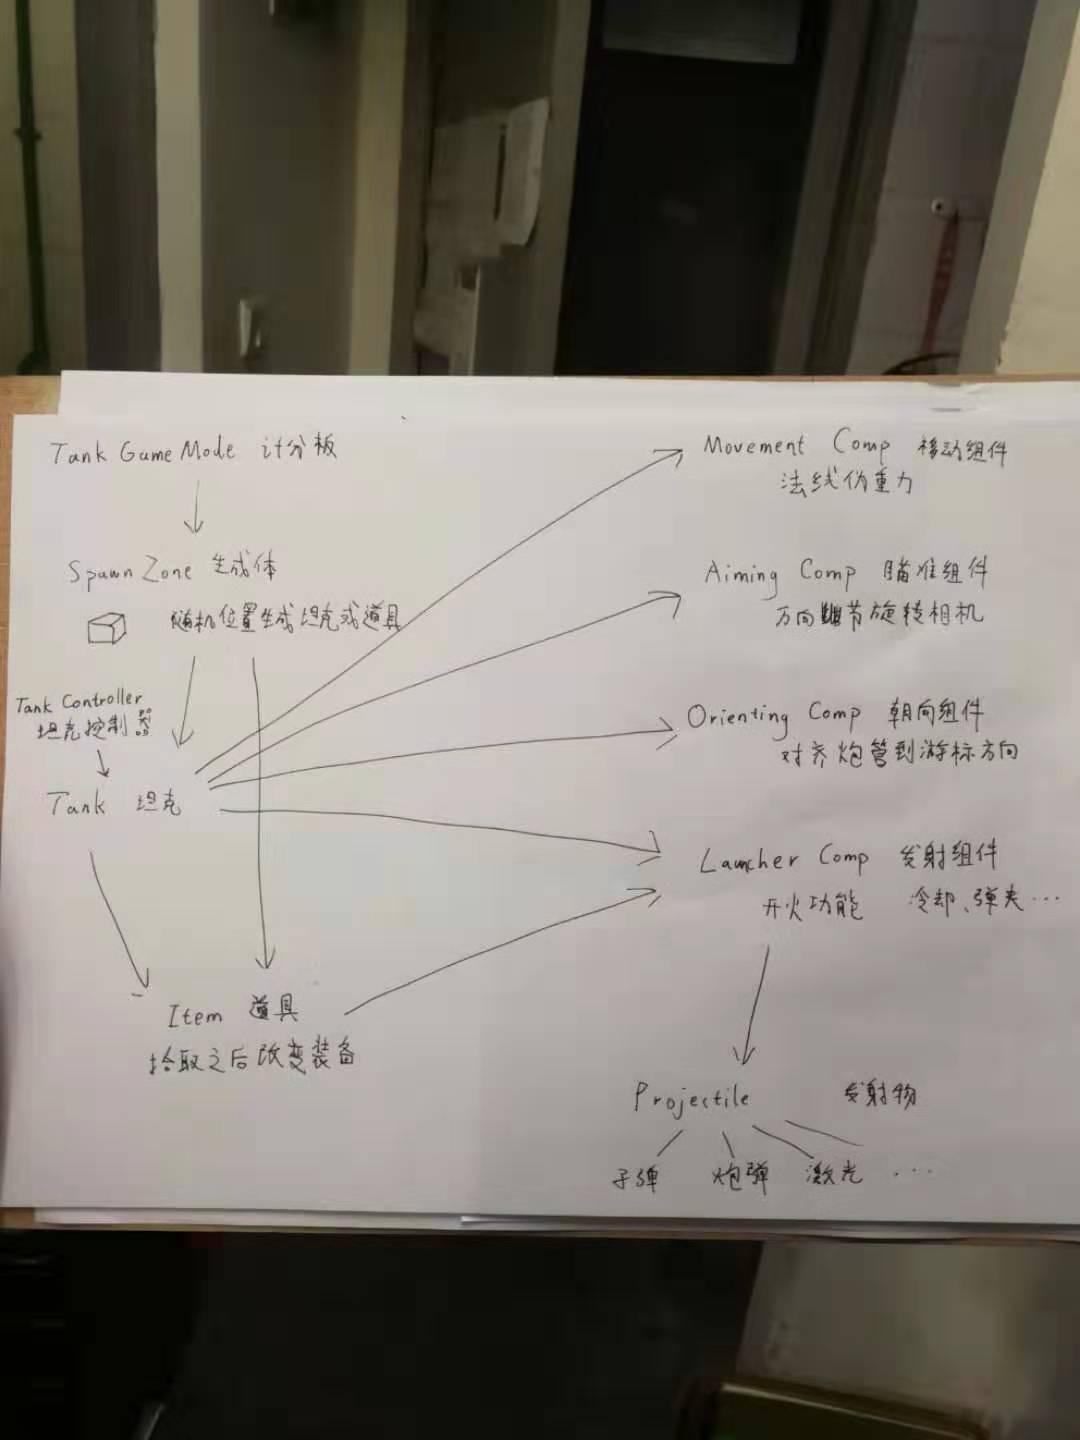 Tank Game Mode 计分板
Spawn Zone 生成体
随机位置生成坦克或道具
Tank Controller
坦克控制器
Tank 坦克
Item 道具
拾取之后改变装备
Movement Comp 移动组件
法线伪重力
Aiming Comp 瞄准组件
万向节旋转相机
Orienting Comp 朝向组件
对齐炮管到游标方向
Launcher Comp 发射组件
开火功能 冷却、弹夹...
Projectile 发射物
子弹 炮弹 激光 ...